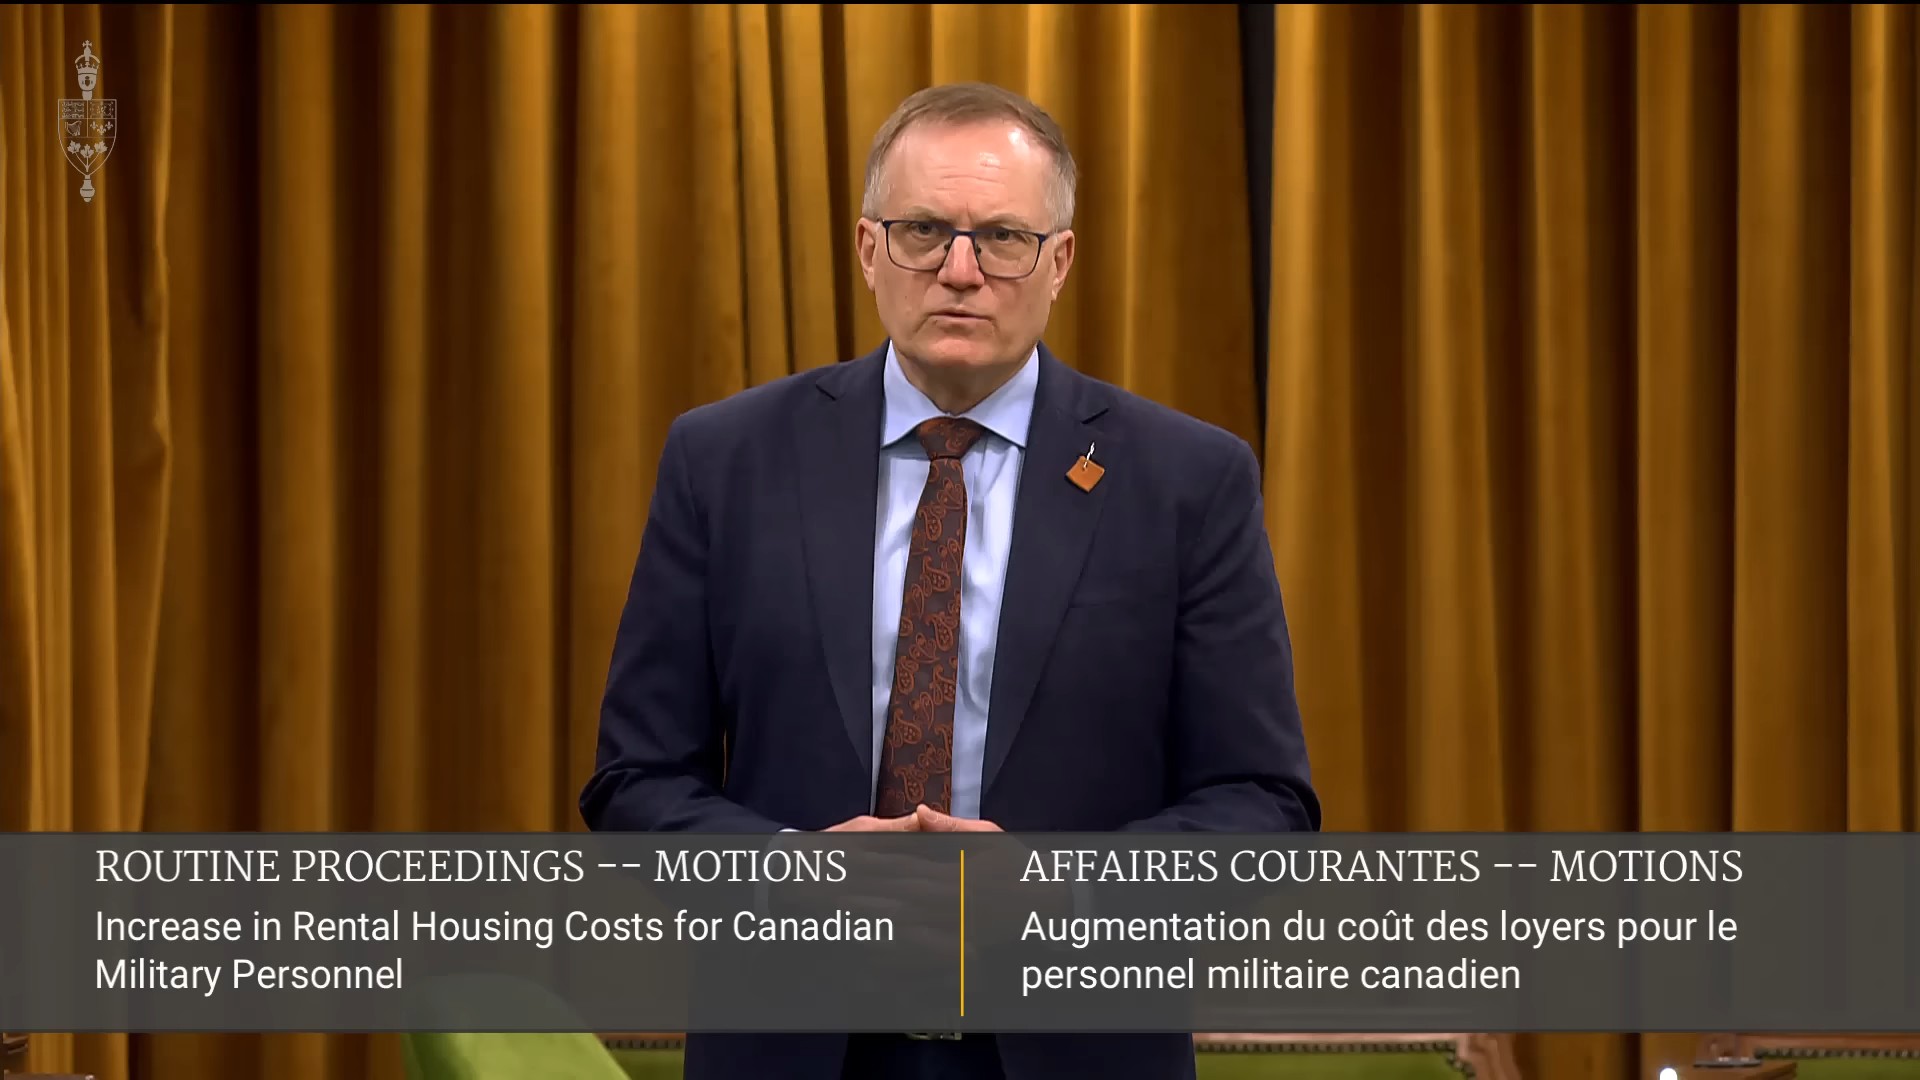 ROUTINE PROCEEDINGS -- MOTIONS
Increase in Rental Housing Costs for Canadian
Military Personnel
AFFAIRES COURANTES -- MOTIONS
Augmentation du coût des loyers pour le
personnel militaire canadien